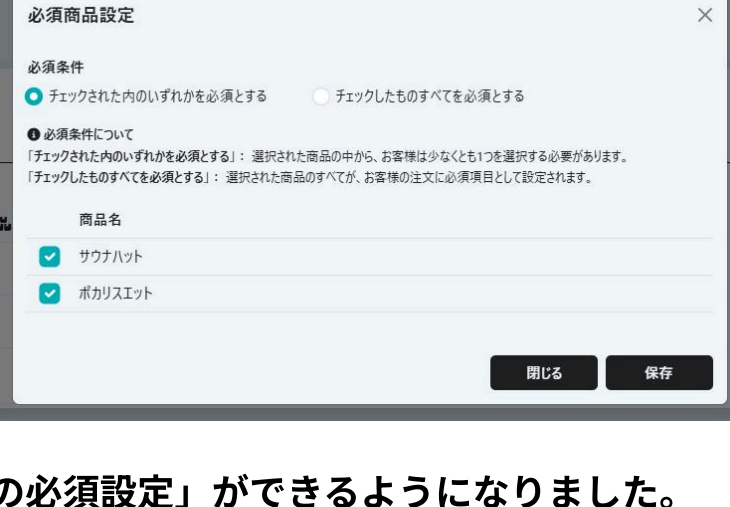 必須商品設定
必須条件
チェックされた内のいずれかを必須とする チェックしたものすべてを必須とする
必須条件について
「チェックされた内のいずれかを必須とする」： 選択された商品の中から、お客様は少なくとも1つを選択する必要があります。
「チェックしたものすべてを必須とする」： 選択された商品のすべてが、お客様の注文に必須項目として設定されます。
商品名
サウナハット
ポカリスエット
閉じる 保存
の必須設定」ができるようになりました。